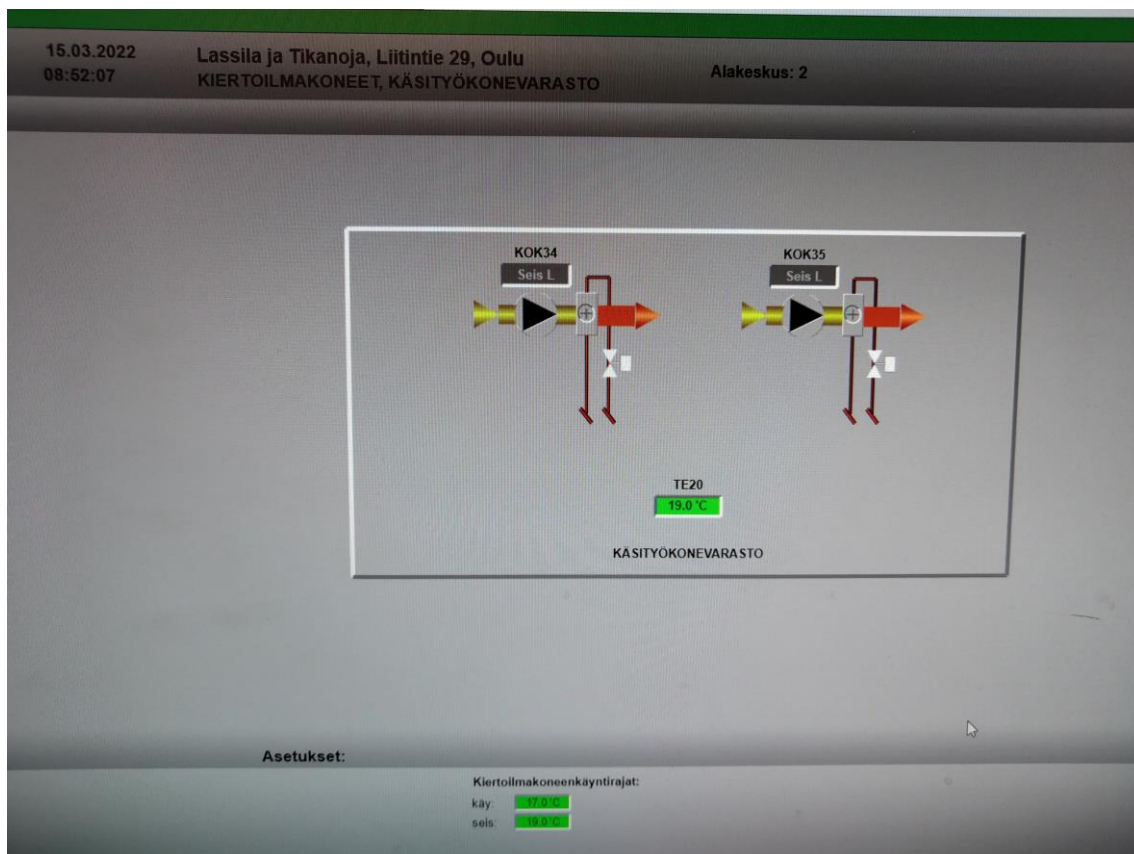 15.03.2022
08:52:07
Lassila ja Tikanoja, Liitintie 29, Oulu
KIERTOILMAKONEET, KÄSITYÖKONEVARASTO
Alakeskus: 2
KOK34
Seis L
KOK35
Seis L
TE20
19.0 °C
KÄSITYÖKONEVARASTO
Asetukset:
Kiertoilmakoneenkäyntirajat:
käy: 17.0 °C
seis: 19.0 °C